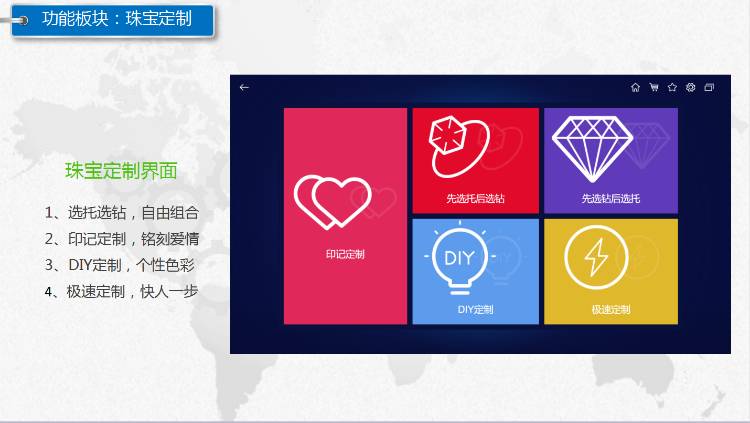 功能板块：珠宝定制
珠宝定制界面
1、选托选钻，自由组合
2、印记定制，铭刻爱情
3、DIY定制，个性色彩
4、极速定制，快人一步
印记定制
先选托后选钻
先选钻后选托
DIY
DIY定制
极速定制